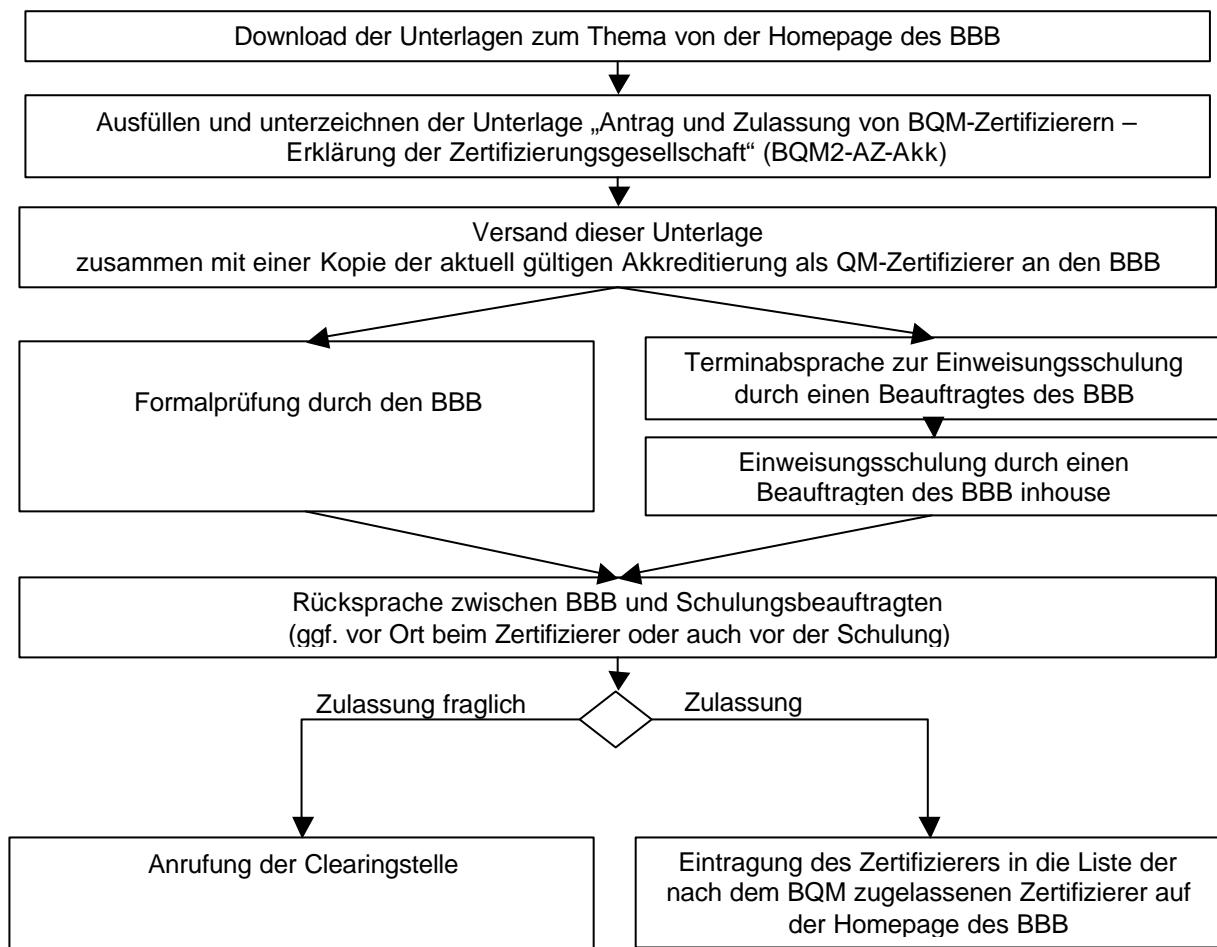 Download der Unterlagen zum Thema von der Homepage des BBB
Ausfüllen und unterzeichnen der Unterlage „Antrag und Zulassung von BQM-Zertifizierern –
Erklärung der Zertifizierungsgesellschaft“ (BQM2-AZ-Akk)
Versand dieser Unterlage
zusammen mit einer Kopie der aktuell gültigen Akkreditierung als QM-Zertifizierer an den BBB
Formalprüfung durch den BBB
Terminabsprache zur Einweisungsschulung
durch einen Beauftragtes des BBB
Einweisungsschulung durch einen
Beauftragten des BBB inhouse
Rücksprache zwischen BBB und Schulungsbeauftragten
(ggf. vor Ort beim Zertifizierer oder auch vor der Schulung)
Zulassung fraglich
Zulassung
Anrufung der Clearingstelle
Eintragung des Zertifizierers in die Liste der
nach dem BQM zugelassenen Zertifizierer auf
der Homepage des BBB